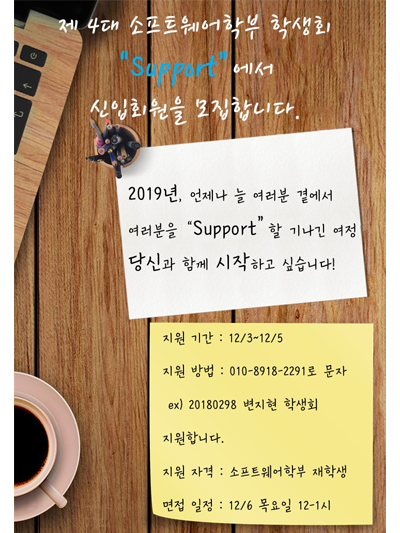 제 4대 소프트웨어학부 학생회
"Support"에서
신입회원을 모집합니다.
2019년, 언제나 늘 여러분 곁에서
여러분을 “Support” 할 기나긴 여정
당신과 함께 시작하고 싶습니다!
지원 기간 : 12/3~12/5
지원 방법 : 010-8918-2291로 문자
ex) 20180298 변지현 학생회
지원합니다.
지원 자격 : 소프트웨어학부 재학생
면접 일정 : 12/6 목요일 12-1시